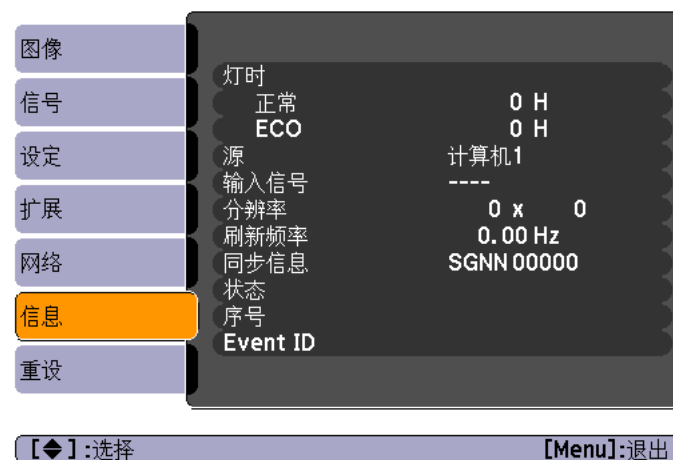 图像
信号
设定
扩展
网络
信息
重设
灯时
正常 0 H
ECO 0 H
源 计算机1
输入信号 ----
分辨率 0 x 0
刷新频率 0.00 Hz
同步信息 SGNN 00000
状态
序号
Event ID
[◆] :选择 [Menu]:退出